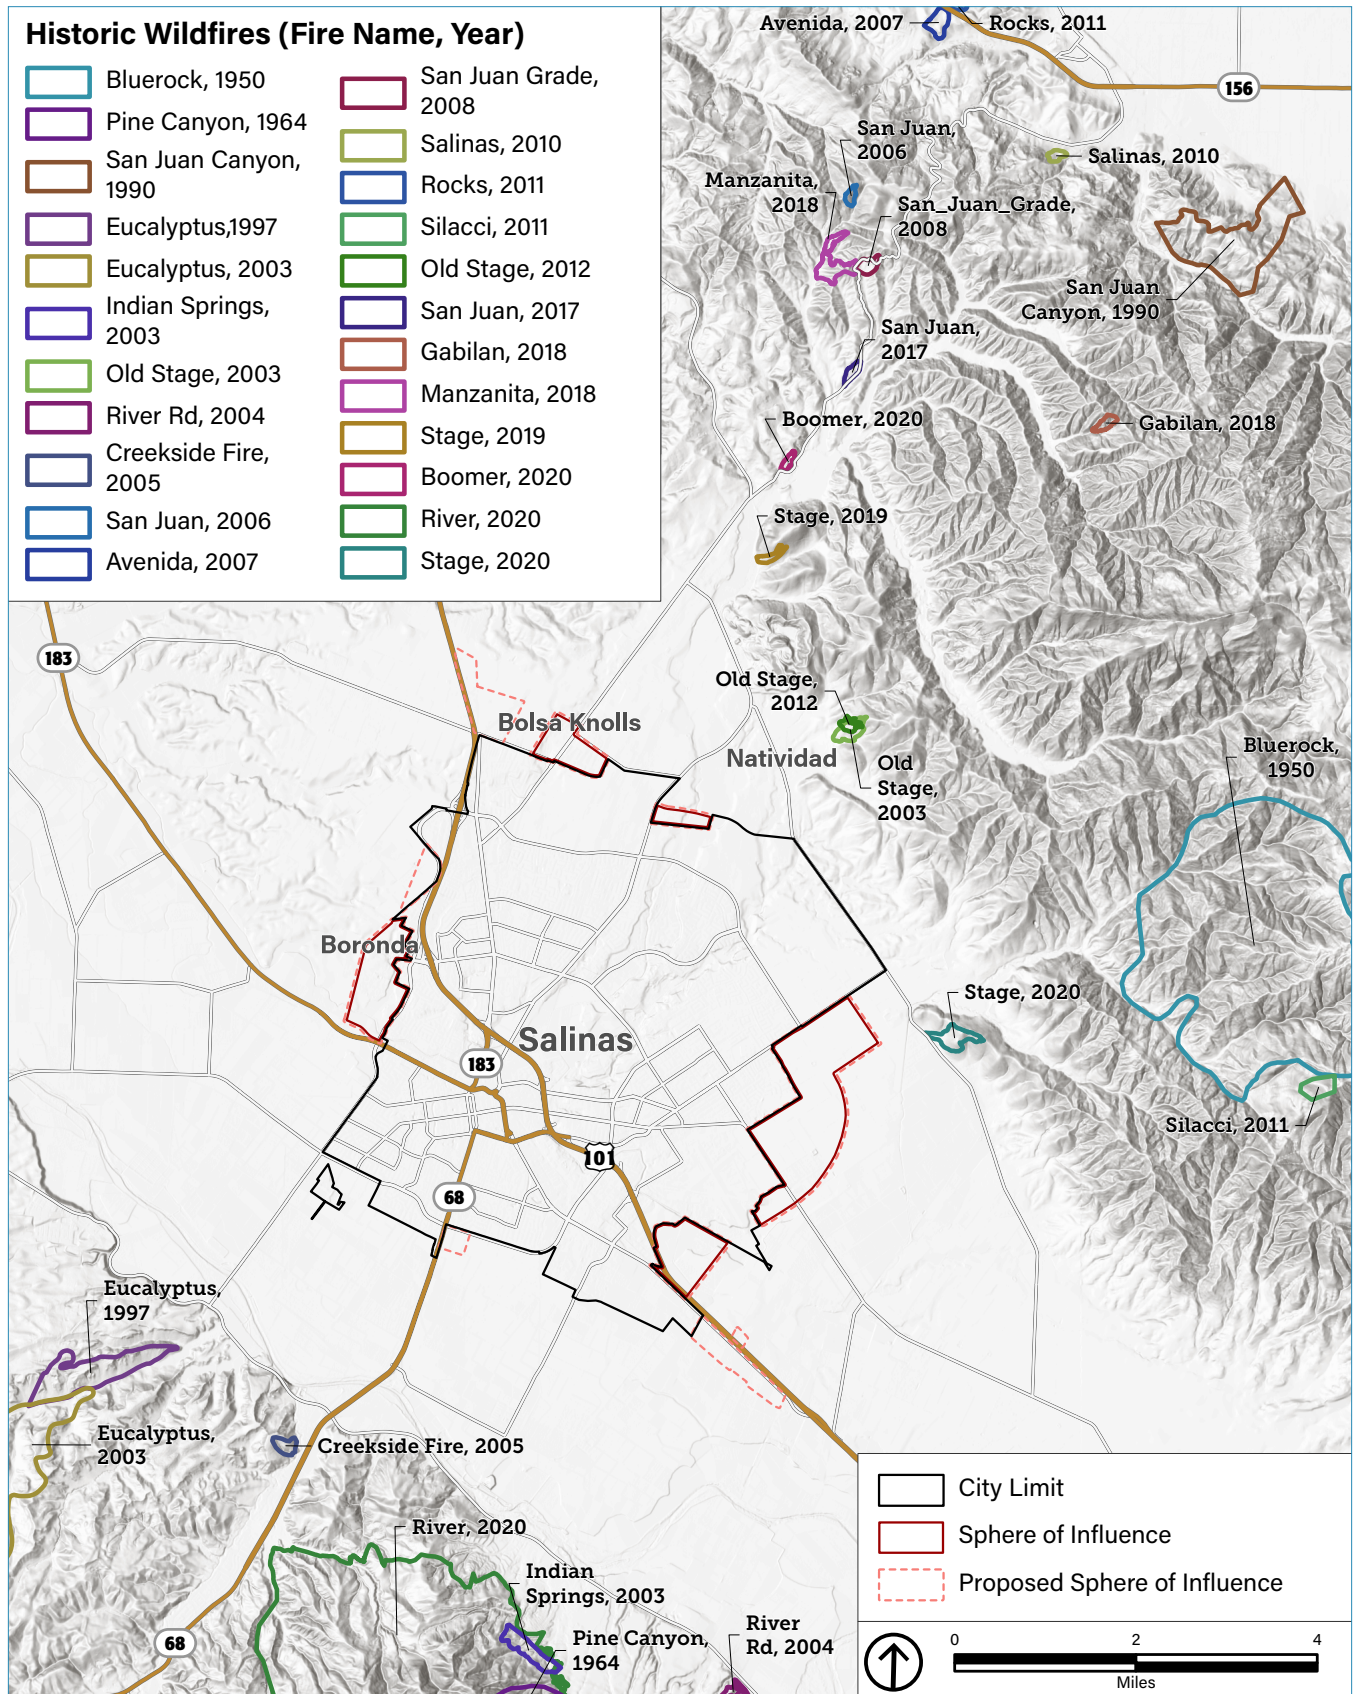 Historic Wildfires (Fire Name, Year)
Bluerock, 1950
Pine Canyon, 1964
San Juan Canyon,
1990
Eucalyptus,1997
Eucalyptus, 2003
Indian Springs,
2003
Old Stage, 2003
River Rd, 2004
Creekside Fire,
2005
San Juan, 2006
Avenida, 2007
San Juan Grade,
2008
Salinas, 2010
Rocks, 2011
Silacci, 2011
Old Stage, 2012
San Juan, 2017
Gabilan, 2018
Manzanita, 2018
Stage, 2019
Boomer, 2020
River, 2020
Stage, 2020
Avenida, 2007
Rocks, 2011
156
San Juan,
2006
Salinas, 2010
Manzanita,
2018
San_Juan_Grade,
2008
San Juan
Canyon, 1990
San Juan,
2017
Boomer, 2020
Gabilan, 2018
Stage, 2019
183
Old Stage,
2012
Bolsa Knolls
Natividad
Bluerock,
1950
Old
Stage,
2003
Boronda
Stage, 2020
Salinas
183
Silacci, 2011
101
68
Eucalyptus,
1997
Eucalyptus,
2003
Creekside Fire, 2005
River, 2020
Indian
Springs, 2003
Pine Canyon,
1964
River
Rd, 2004
68
City Limit
Sphere of Influence
Proposed Sphere of Influence
0 2 4
Miles